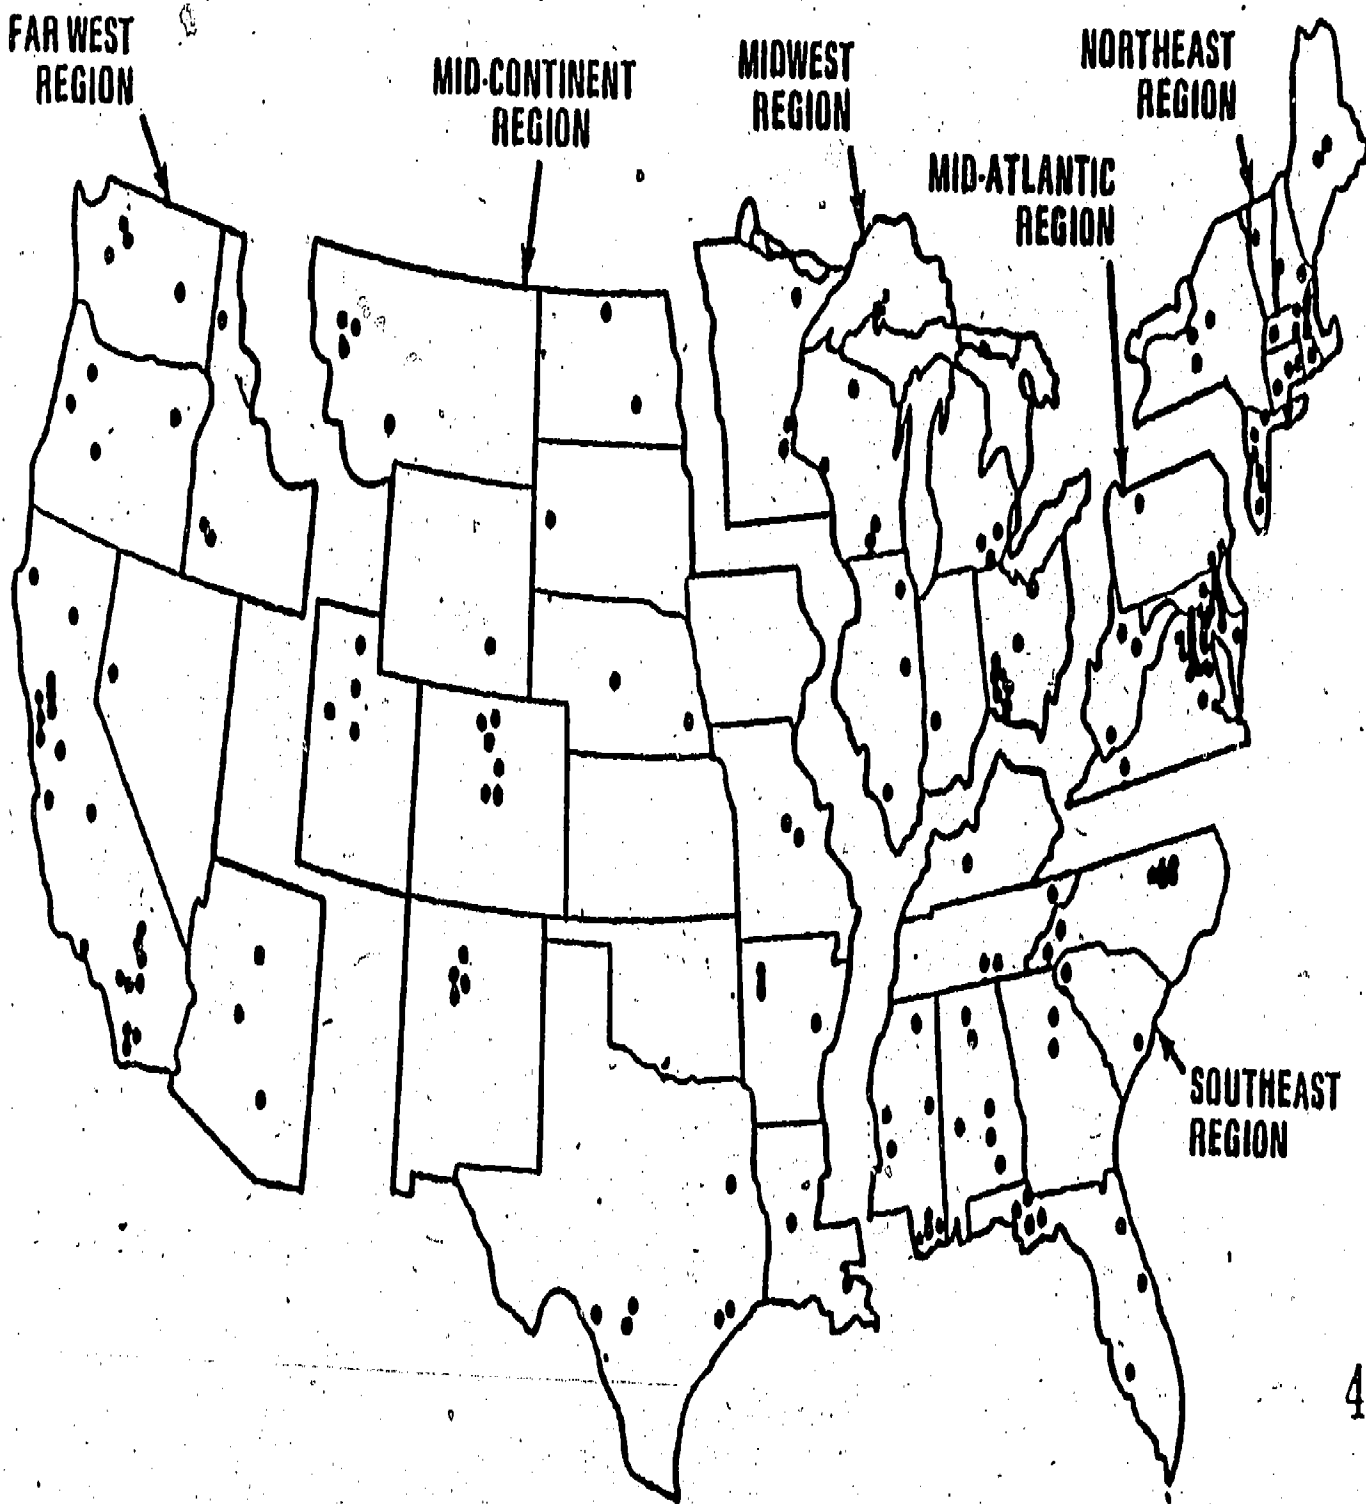 FAR WEST
REGION
MID-CONTINENT
REGION
MIDWEST
REGION
NORTHEAST
REGION
MID-ATLANTIC
REGION
SOUTHEAST
REGION
4